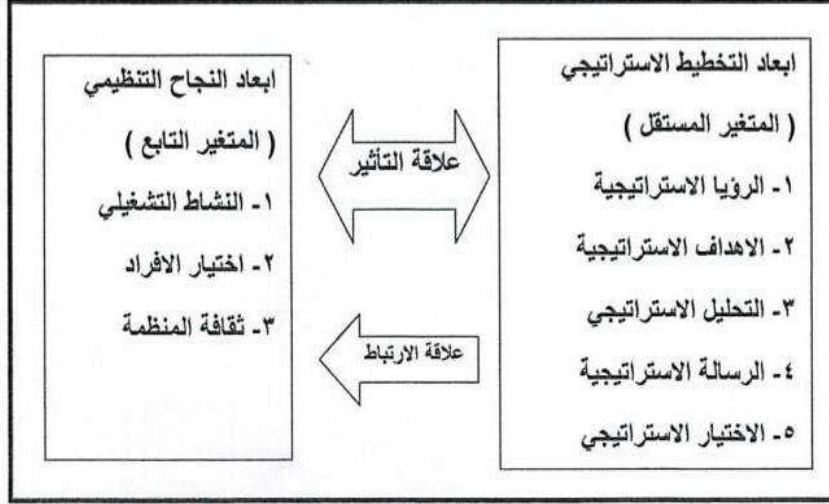 ابعاد التخطيط الاستراتيجي
( المتغير المستقل )
١- الرؤيا الاستراتيجية
٢- الاهداف الاستراتيجية
٣- التحليل الاستراتيجي
٤- الرسالة الاستراتيجية
٥- الاختيار الاستراتيجي
علاقة التأثير
علاقة الارتباط
ابعاد النجاح التنظيمي
( المتغير التابع )
١- النشاط التشغيلي
٢- اختيار الافراد
٣- ثقافة المنظمة